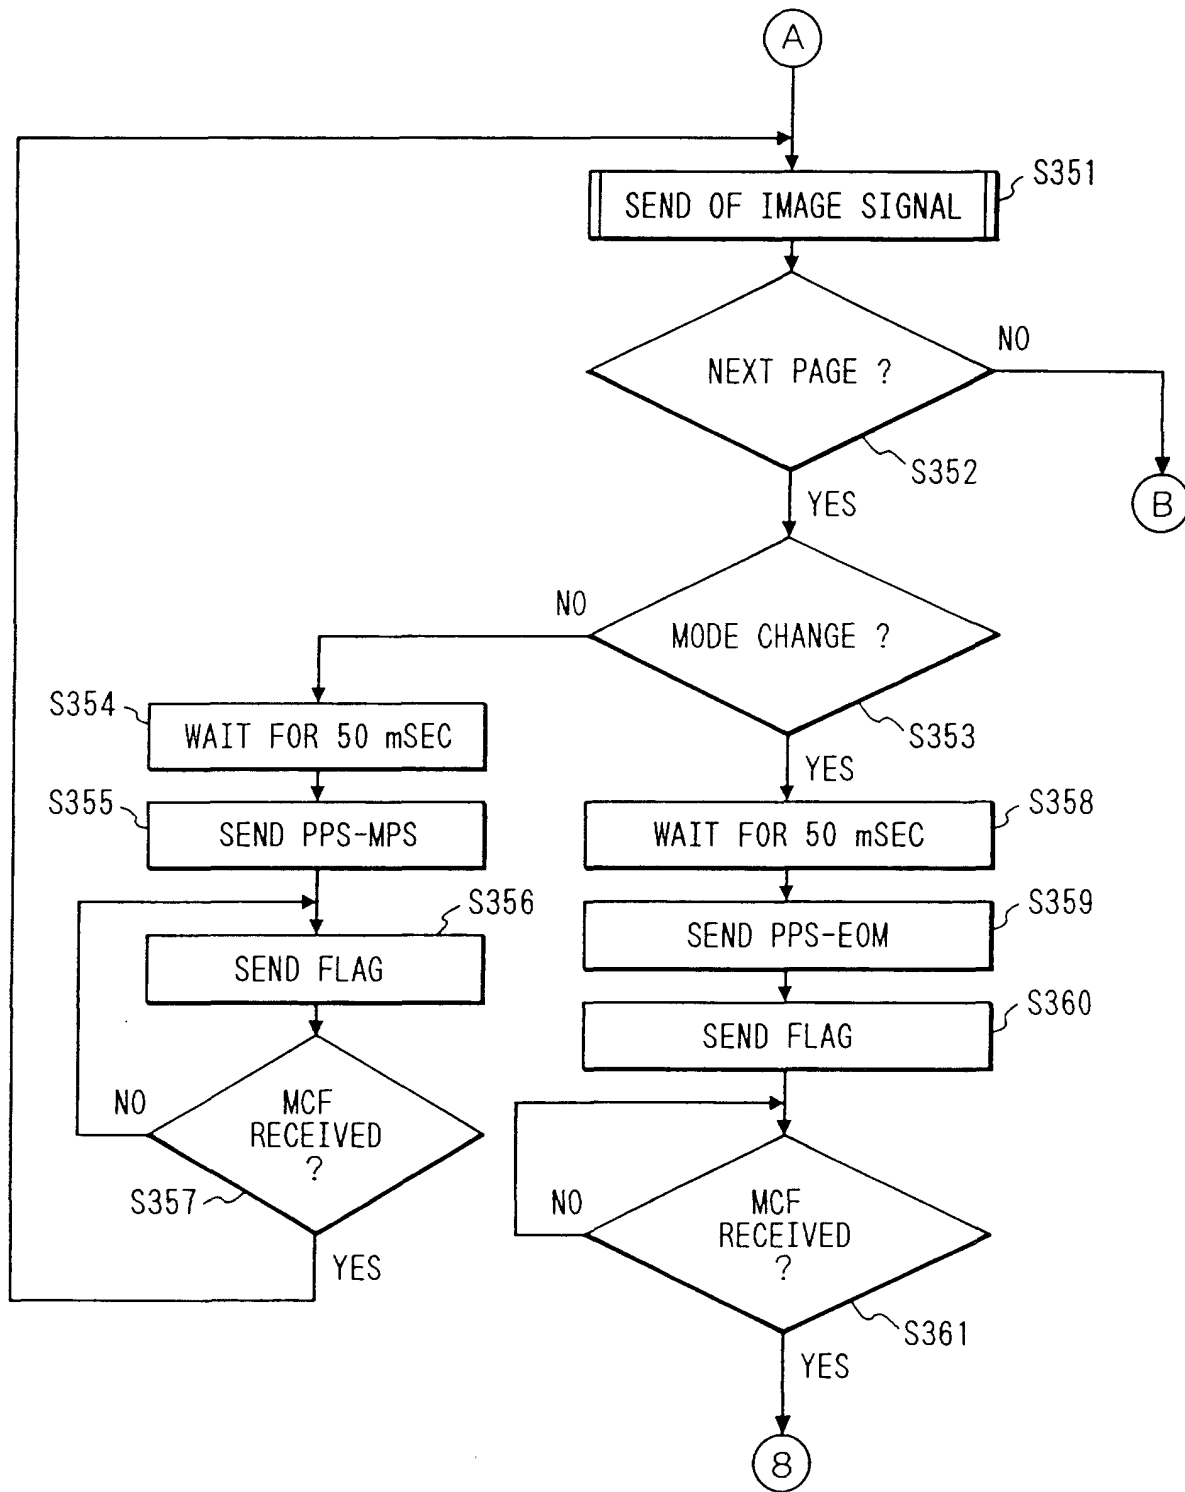 A
SEND OF IMAGE SIGNAL
S351
NEXT PAGE ?
NO
S352
YES
B
MODE CHANGE ?
NO
S353
YES
S354
WAIT FOR 50 mSEC
S355
SEND PPS-MPS
S356
SEND FLAG
MCF
RECEIVED
?
NO
S357
YES
S358
WAIT FOR 50 mSEC
S359
SEND PPS-EOM
S360
SEND FLAG
MCF
RECEIVED
?
NO
S361
YES
8